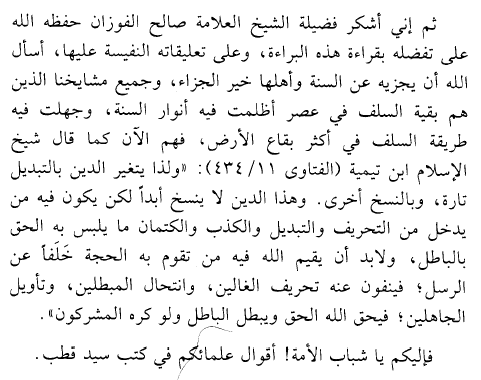 ثم إني أشكر فضيلة الشيخ العلامة صالح الفوزان حفظه الله
على تفضله بقراءة هذه البراءة، وعلى تعليقاته النفيسة عليها، أسأل
الله أن يجزيه عن السنة وأهلها خير الجزاء، وجميع مشايخنا الذين
هم بقية السلف في عصر أظلمت فيه أنوار السنة، وجهلت فيه
طريقة السلف في أكثر بقاع الأرض، فهم الآن كما قال شيخ
الإسلام ابن تيمية (الفتاوى ١١/ ٤٣٤): «ولذا يتغير الدين بالتبديل
تارة، وبالنسخ أخرى. وهذا الدين لا ينسخ أبداً لكن يكون فيه من
يدخل من التحريف والتبديل والكذب والكتمان ما يلبس به الحق
بالباطل، ولابد أن يقيم الله فيه من تقوم به الحجة خَلَفاً عن
الرسل؛ فينفون عنه تحريف الغالين، وانتحال المبطلين، وتأويل
الجاهلين؛ فيحق الله الحق ويبطل الباطل ولو كره المشركون».
فإليكم يا شباب الأمة! أقوال علمائكم في كتب سيد قطب.